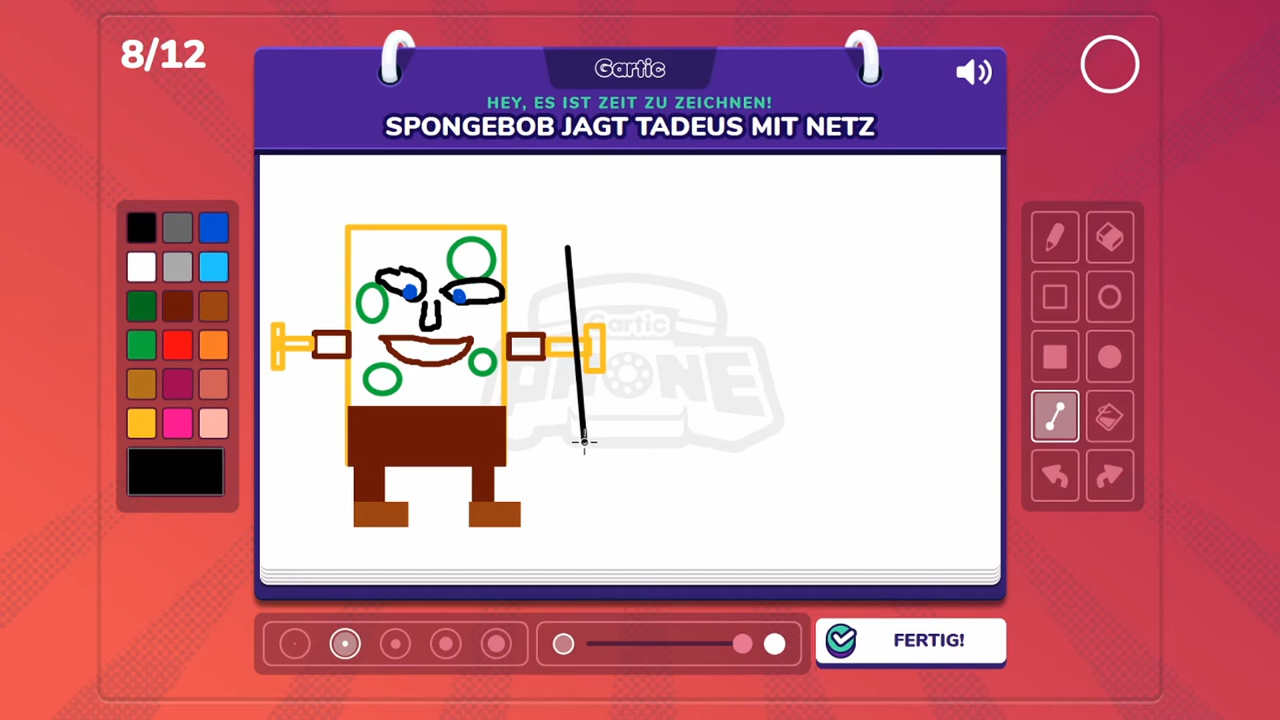 8/12
Gartic
HEY, ES IST ZEIT ZU ZEICHNEN!
SPONGEBOB JAGT TADEUS MIT NETZ
Gartic
PHONE
FERTIG!